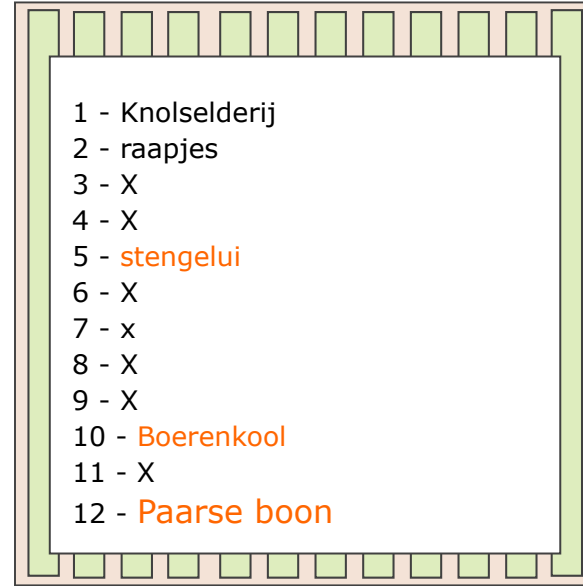 1 - Knolselderij
2 - raapjes
3 - X
4 - X
5 - stengelui
6 - X
7 - x
8 - X
9 - X
10 - Boerenkool
11 - X
12 - Paarse boon